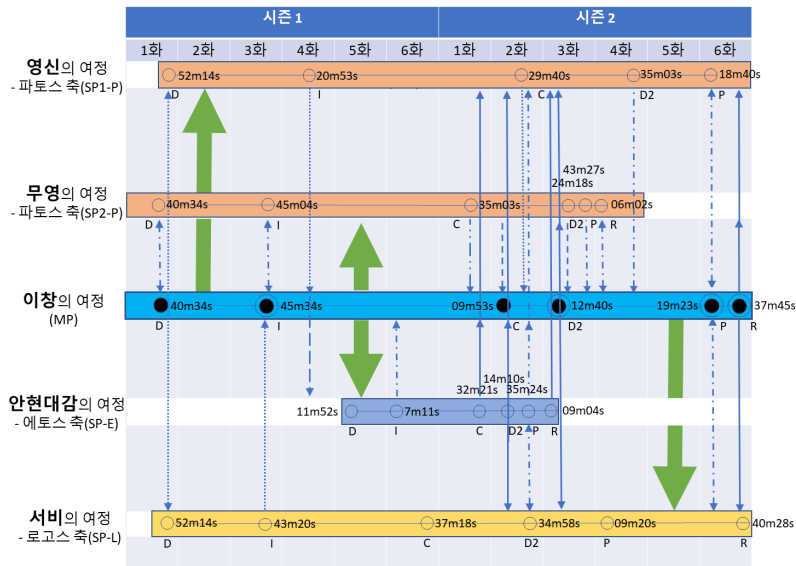 시즌 1 시즌 2
1화 2화 3화 4화 5화 6화 1화 2화 3화 4화 5화 6화
영신의 여정
- 파토스 축(SP1-P)
52m14s 20m53s 29k40s 35m03s 18m40s
D I C D2 P
43m27s
24m18s
무영의 여정
- 파토스 축(SP2-P)
40m34s 45m04s 35m03s 06m02s
D I C D2 P R
이창의 여정
(MP)
40m34s 45m34s 09m53s 12m40s 19m23s 37m45s
D I C D2 P R
14m10s
32m21s 35m24s
안현대감의 여정
- 에토스 축(SP-E)
11m52s 7m11s 09m04s
D I C D2 P R
서비의 여정
- 로고스 축(SP-L)
52m14s 43m20s 37m18s 34m58s 09m20s 40m28s
D I C D2 P R